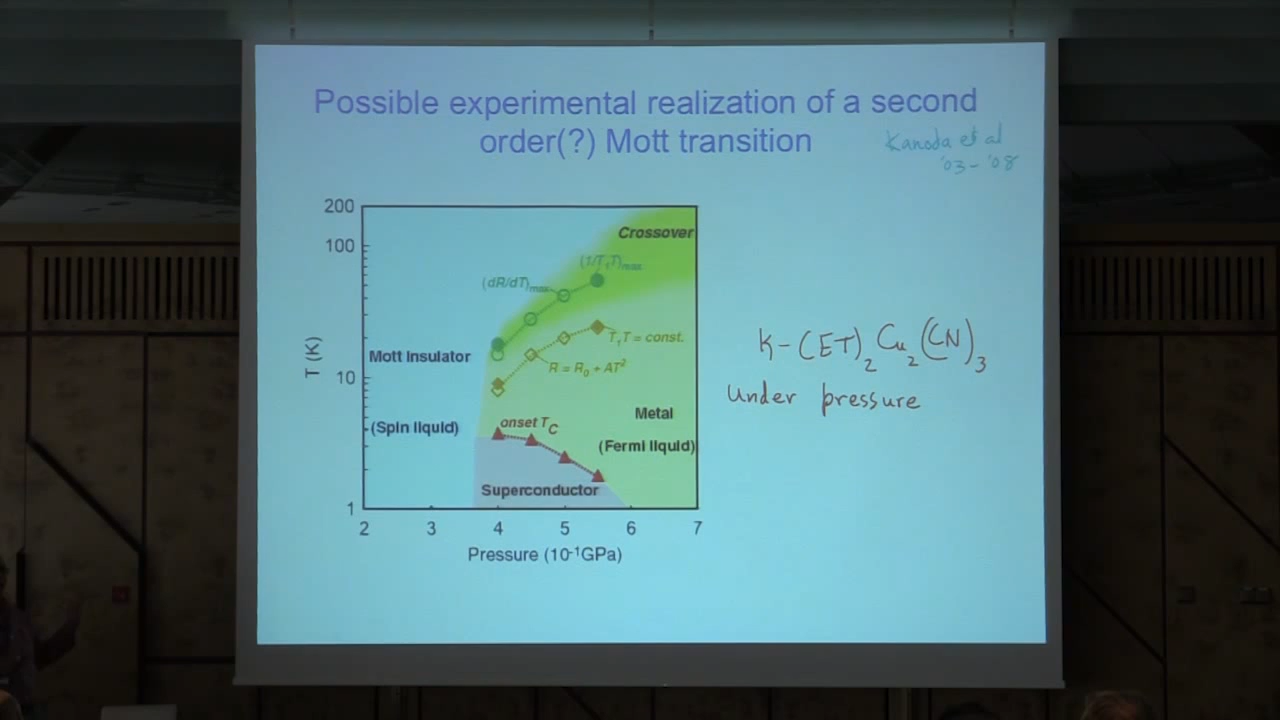 Possible experimental realization of a second
order(?) Mott transition
Kanoda et al
'03-'08
200
100
10
1
T (K)
Crossover
(1/T₁T)max
(dR/dT)max
T₁T = const.
R = R₀ + AT²
Mott insulator
(Spin liquid)
onset TC
Metal
(Fermi liquid)
Superconductor
2 3 4 5 6 7
Pressure (10⁻¹GPa)
K-(ET)₂Cu₂(CN)₃
Under pressure